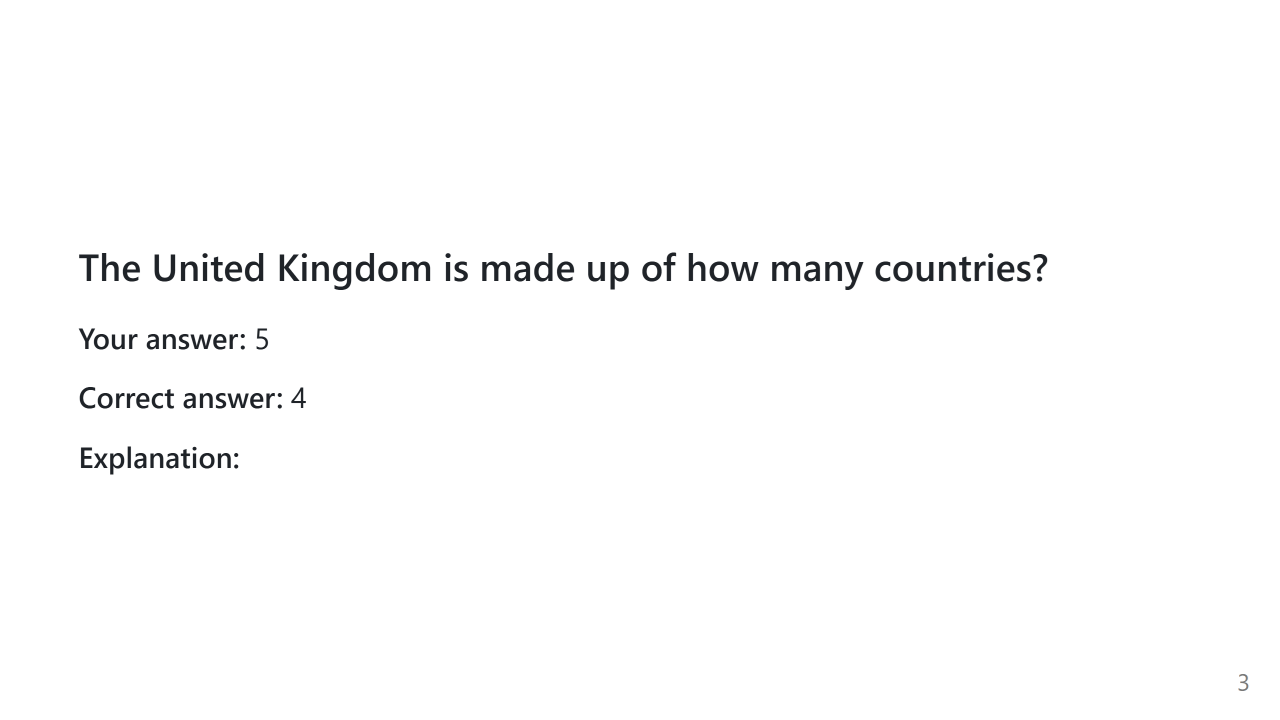 The United Kingdom is made up of how many countries?
Your answer: 5
Correct answer: 4
Explanation:
3